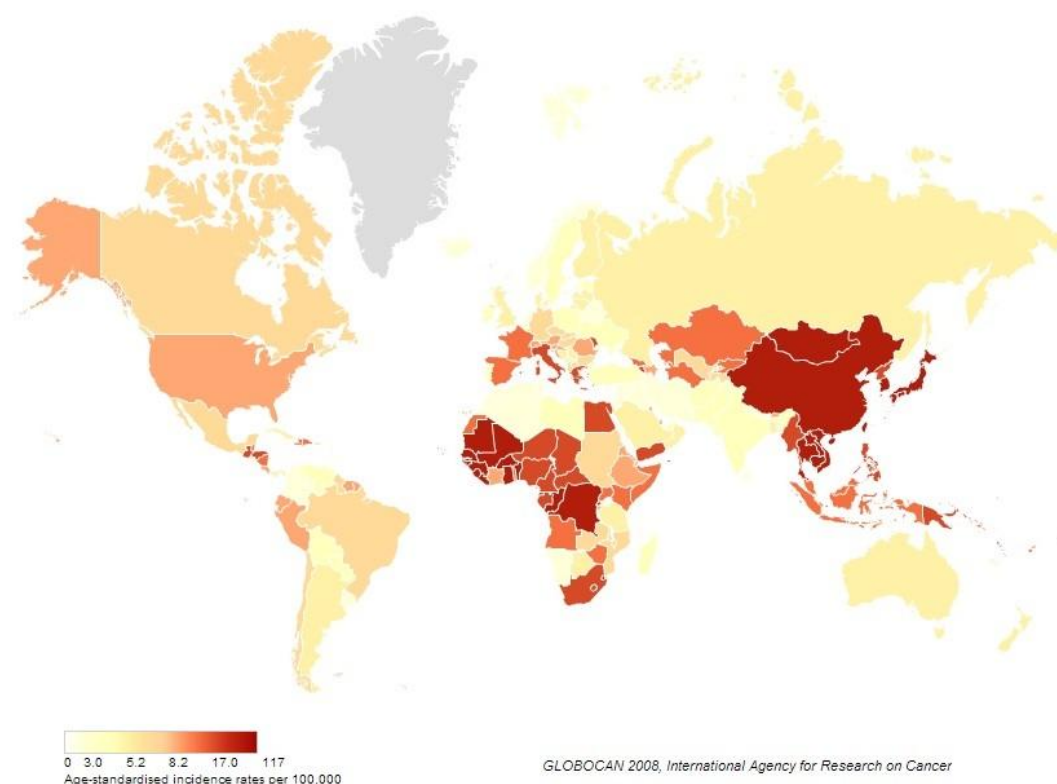 0 3.0 5.2 8.2 17.0 117
Age-standardised incidence rates per 100,000
GLOBOCAN 2008, International Agency for Research on Cancer